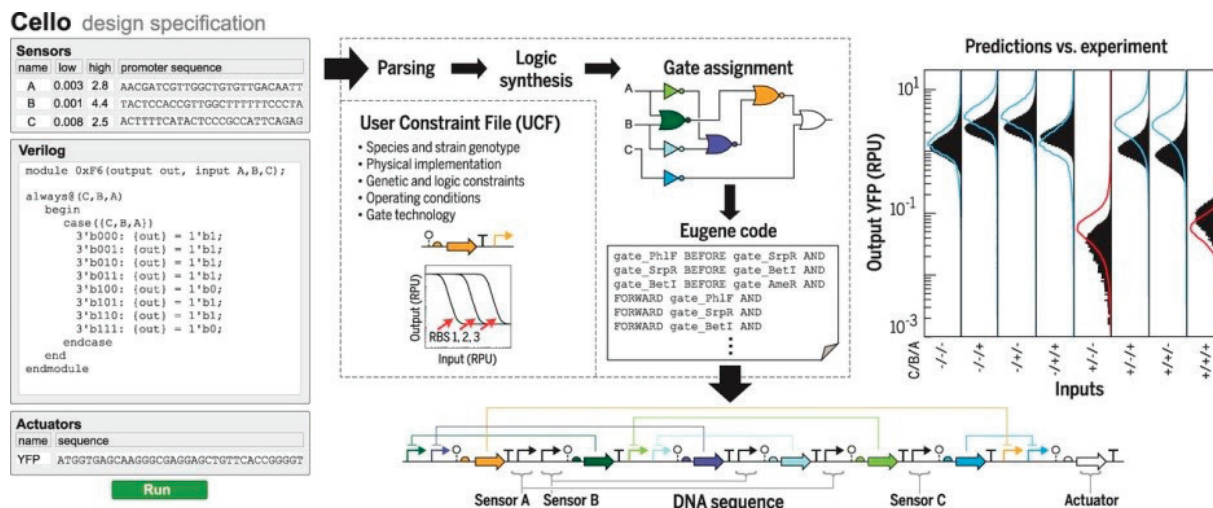 Cello design specification
Sensors
name low high promoter sequence
A 0.003 2.8 AACGATCGTTGGCTGTGTTGACAATT
B 0.001 4.4 TACTCCACCGTTGGCTTTTTTCCCTA
C 0.008 2.5 ACTTTTCATACTCCCGCCATTCAGAG
Verilog
module 0xF6(output out, input A,B,C);
always@(C,B,A)
begin
case({C,B,A})
3'b000: {out} = 1'b1;
3'b001: {out} = 1'b1;
3'b010: {out} = 1'b1;
3'b011: {out} = 1'b1;
3'b100: {out} = 1'b0;
3'b101: {out} = 1'b1;
3'b110: {out} = 1'b1;
3'b111: {out} = 1'b0;
endcase
end
endmodule
Actuators
name sequence
YFP ATGGTGAGCAAGGGCGAGGAGCTGTTCACCGGGGT
Run
Parsing
Logic
synthesis
Gate assignment
A
B
C
User Constraint File (UCF)
• Species and strain genotype
• Physical implementation
• Genetic and logic constraints
• Operating conditions
• Gate technology
Output (RPU)
RBS 1, 2, 3
Input (RPU)
Eugene code
gate_PhlF BEFORE gate_SrpR AND
gate_SrpR BEFORE gate_BetI AND
gate_BetI BEFORE gate AmeR AND
FORWARD gate_PhlF AND
FORWARD gate_SrpR AND
FORWARD gate_BetI AND
Sensor A
Sensor B
DNA sequence
Sensor C
Actuator
Predictions vs. experiment
Output YFP (RPU)
10¹
10⁰
10⁻¹
10⁻²
10⁻³
C/B/A
-/-/-
-/-/+
-/+/-
-/+/+
+/-/-
+/-/+
+/+/-
+/+/+
Inputs